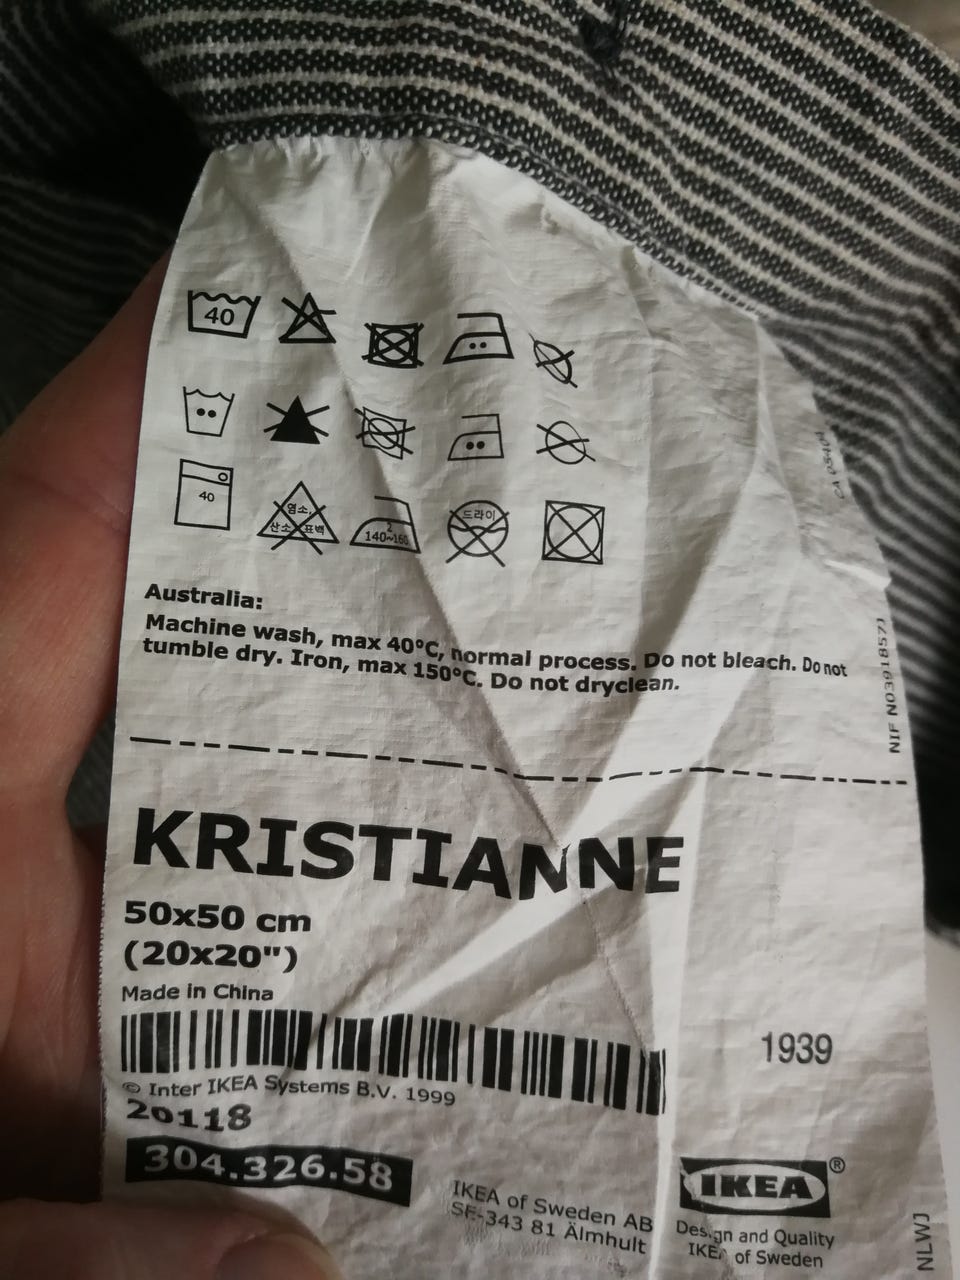 40
40
염소,
산소 표백
2
140~160
드라이
Australia:
Machine wash, max 40°C, normal process. Do not bleach. Do not
tumble dry. Iron, max 150°C. Do not dryclean.
NIF N0391857J
KRISTIANNE
50x50 cm
(20x20")
Made in China
1939
© Inter IKEA Systems B.V. 1999
20118
304.326.58
IKEA of Sweden AB
SE-343 81 Älmhult
IKEA®
Design and Quality
IKEA of Sweden
NLWJ